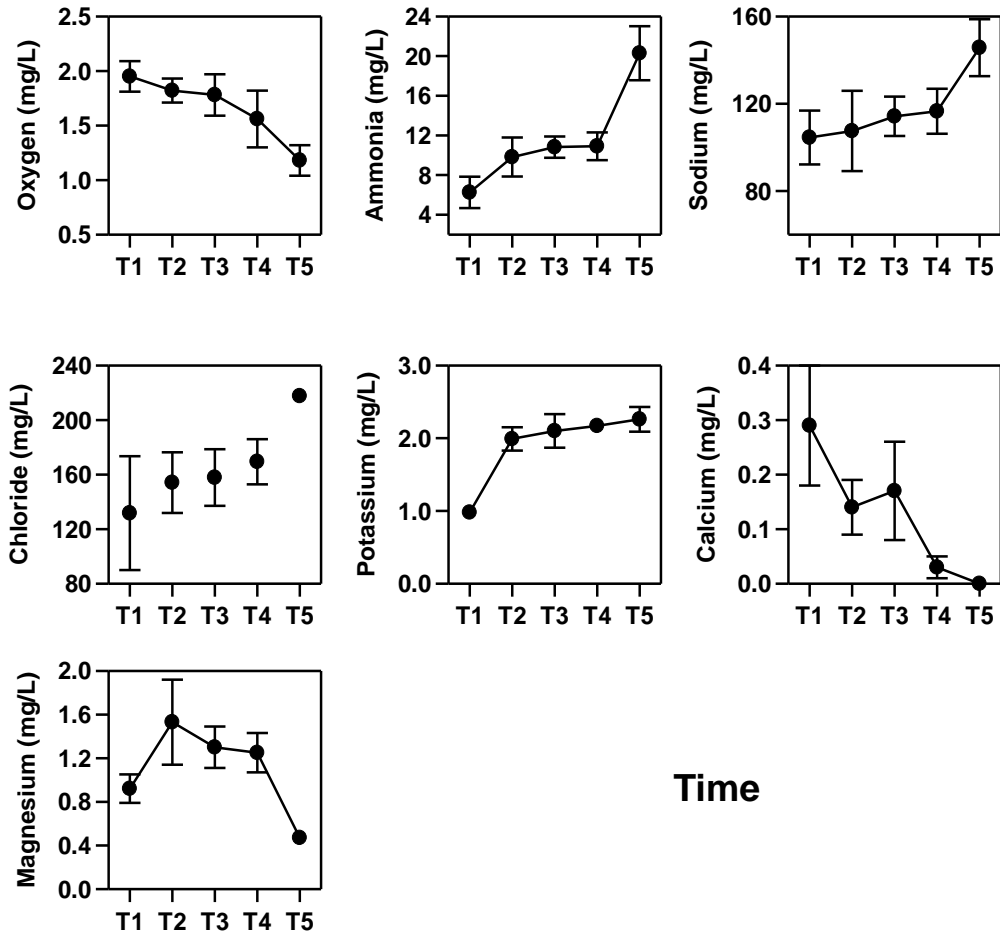 Oxygen (mg/L)
2.5
2.0
1.5
1.0
0.5
T1 T2 T3 T4 T5
Ammonia (mg/L)
24
20
16
12
8
4
T1 T2 T3 T4 T5
Sodium (mg/L)
160
120
80
T1 T2 T3 T4 T5
Chloride (mg/L)
240
200
160
120
80
T1 T2 T3 T4 T5
Potassium (mg/L)
3.0
2.0
1.0
0.0
T1 T2 T3 T4 T5
Calcium (mg/L)
0.4
0.3
0.2
0.1
0.0
T1 T2 T3 T4 T5
Magnesium (mg/L)
2.0
1.6
1.2
0.8
0.4
0.0
T1 T2 T3 T4 T5
Time